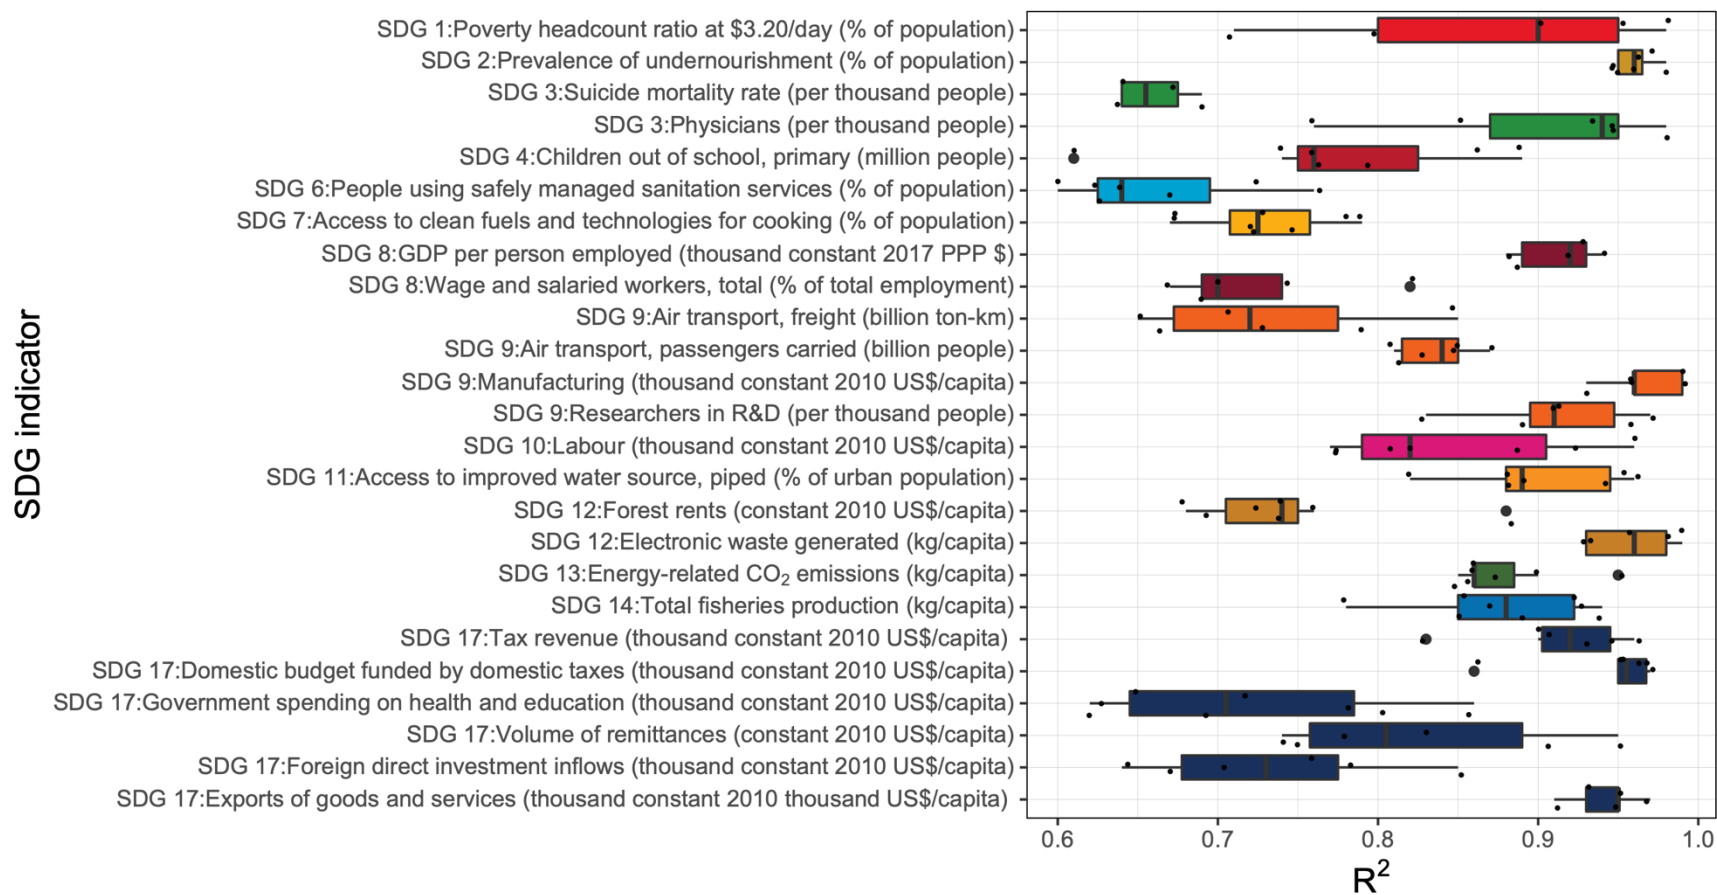 SDG indicator
SDG 1:Poverty headcount ratio at $3.20/day (% of population)
SDG 2:Prevalence of undernourishment (% of population)
SDG 3:Suicide mortality rate (per thousand people)
SDG 3:Physicians (per thousand people)
SDG 4:Children out of school, primary (million people)
SDG 6:People using safely managed sanitation services (% of population)
SDG 7:Access to clean fuels and technologies for cooking (% of population)
SDG 8:GDP per person employed (thousand constant 2017 PPP $)
SDG 8:Wage and salaried workers, total (% of total employment)
SDG 9:Air transport, freight (billion ton-km)
SDG 9:Air transport, passengers carried (billion people)
SDG 9:Manufacturing (thousand constant 2010 US$/capita)
SDG 9:Researchers in R&D (per thousand people)
SDG 10:Labour (thousand constant 2010 US$/capita)
SDG 11:Access to improved water source, piped (% of urban population)
SDG 12:Forest rents (constant 2010 US$/capita)
SDG 12:Electronic waste generated (kg/capita)
SDG 13:Energy-related CO₂ emissions (kg/capita)
SDG 14:Total fisheries production (kg/capita)
SDG 17:Tax revenue (thousand constant 2010 US$/capita)
SDG 17:Domestic budget funded by domestic taxes (thousand constant 2010 US$/capita)
SDG 17:Government spending on health and education (thousand constant 2010 US$/capita)
SDG 17:Volume of remittances (constant 2010 US$/capita)
SDG 17:Foreign direct investment inflows (thousand constant 2010 US$/capita)
SDG 17:Exports of goods and services (thousand constant 2010 thousand US$/capita)
0.6 0.7 0.8 0.9 1.0
R²